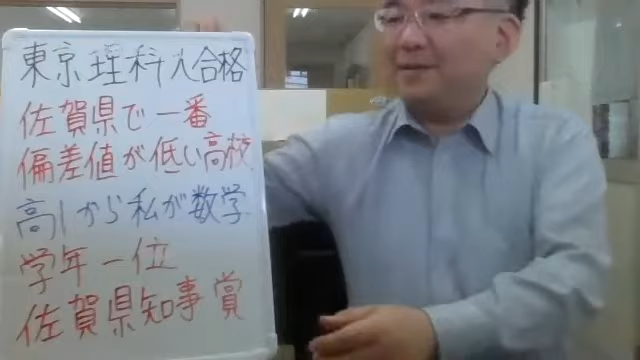 東京理科大合格
佐賀県で一番
偏差値が低い高校
高1から私が数学
学年一位
佐賀県知事賞